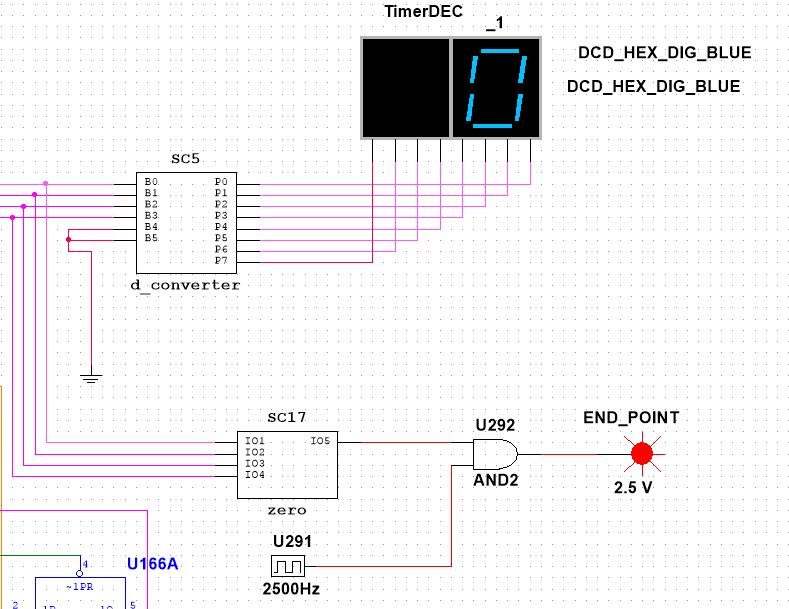 TimerDEC
_1
DCD_HEX_DIG_BLUE
DCD_HEX_DIG_BLUE
0
SC5
B0 P0
B1 P1
B2 P2
B3 P3
B4 P4
B5 P5
P6
P7
d_converter
SC17
IO1 IO5
IO2
IO3
IO4
zero
U292
AND2
END_POINT
2.5 V
U291
2500Hz
4
U166A
~1PR
2
5